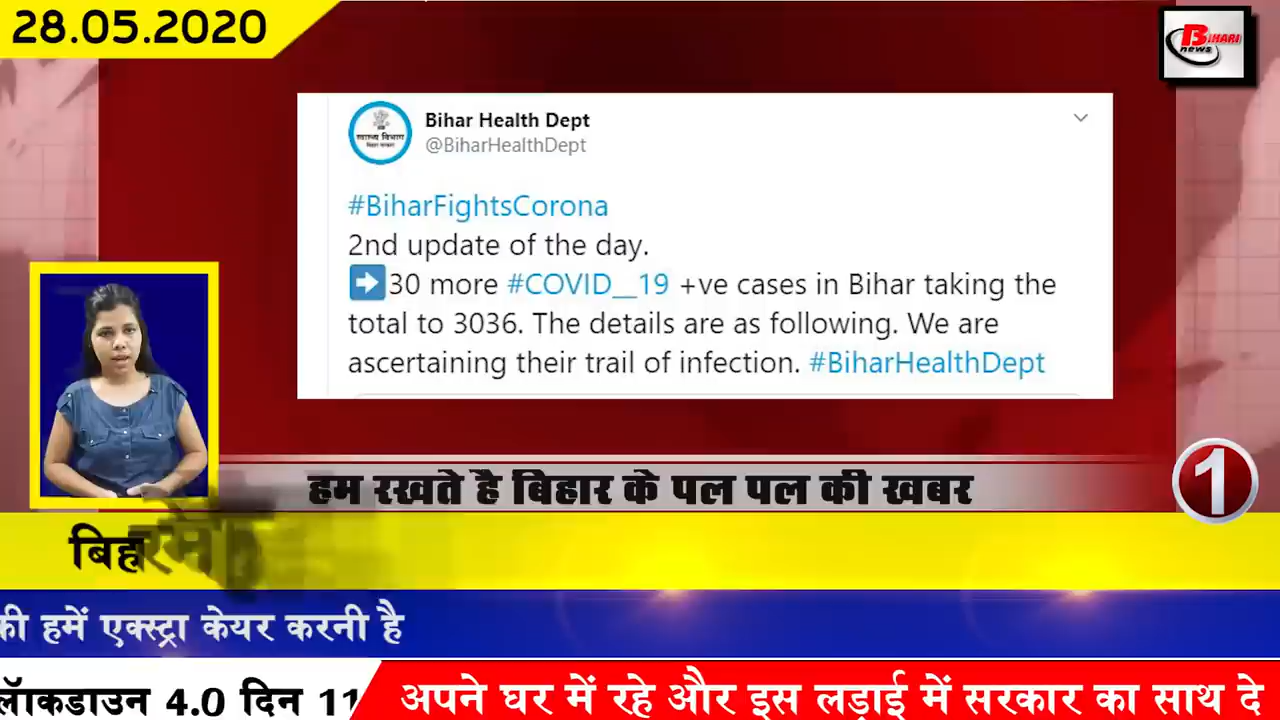 28.05.2020
BIHARI
news
स्वास्थ्य विभाग
बिहार सरकार
Bihar Health Dept
@BiharHealthDept
#BiharFightsCorona
2nd update of the day.
➡30 more #COVID__19 +ve cases in Bihar taking the
total to 3036. The details are as following. We are
ascertaining their trail of infection. #BiharHealthDept
हम रखते है बिहार के पल पल की खबर
1
की हमें एक्स्ट्रा केयर करनी है
लॅाकडाउन 4.0 दिन 11
अपने घर में रहे और इस लड़ाई में सरकार का साथ दे